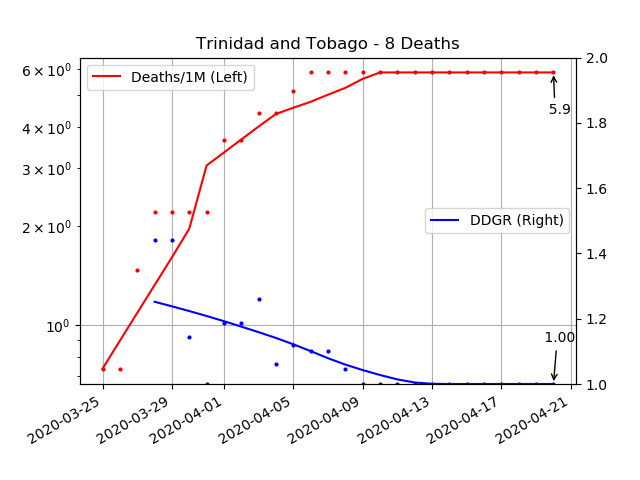 Trinidad and Tobago - 8 Deaths
6 × 10⁰
4 × 10⁰
3 × 10⁰
2 × 10⁰
10⁰
Deaths/1M (Left)
DDGR (Right)
5.9
1.00
2.0
1.8
1.6
1.4
1.2
1.0
2020-03-25
2020-03-29
2020-04-01
2020-04-05
2020-04-09
2020-04-13
2020-04-17
2020-04-21